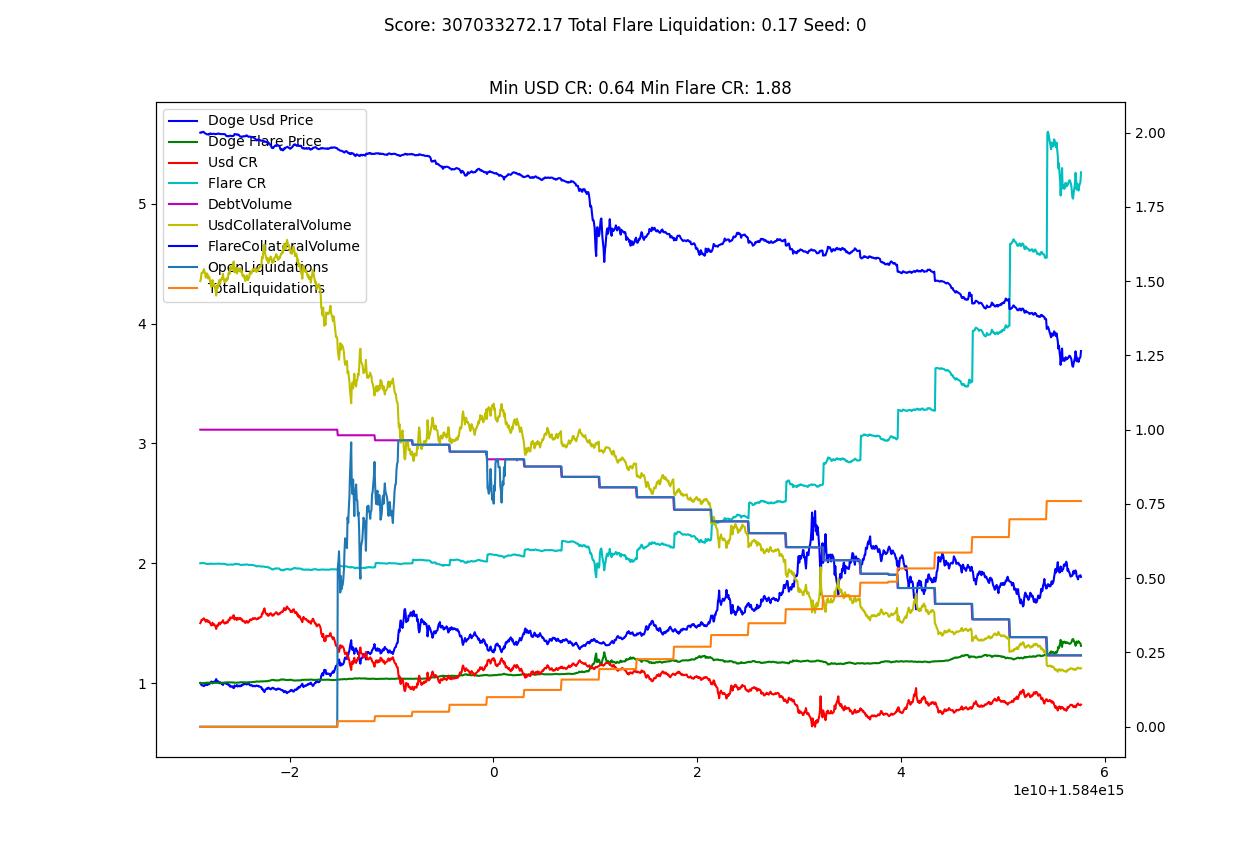 Score: 307033272.17 Total Flare Liquidation: 0.17 Seed: 0
Min USD CR: 0.64 Min Flare CR: 1.88
Doge Usd Price
Doge Flare Price
Usd CR
Flare CR
DebtVolume
UsdCollateralVolume
FlareCollateralVolume
OpenLiquidations
TotalLiquidations
5
4
3
2
1
2.00
1.75
1.50
1.25
1.00
0.75
0.50
0.25
0.00
−2 0 2 4 6
1e10+1.584e15